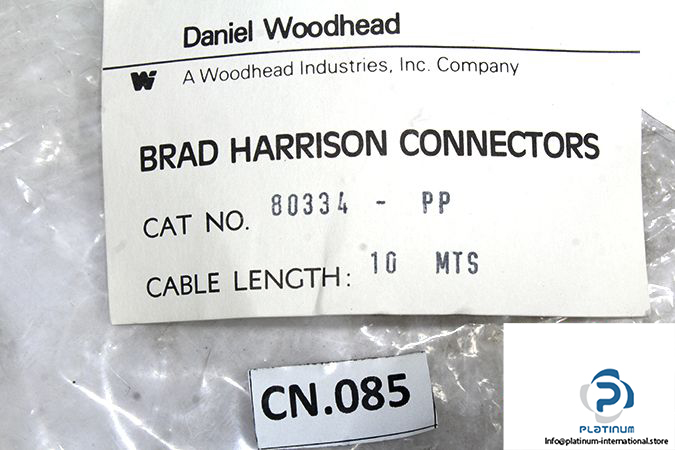 Daniel Woodhead
W A Woodhead Industries, Inc. Company
BRAD HARRISON CONNECTORS
CAT NO. 80334 - PP
CABLE LENGTH: 10 MTS
CN.085
PLATINUM
Info@platinum-international.store